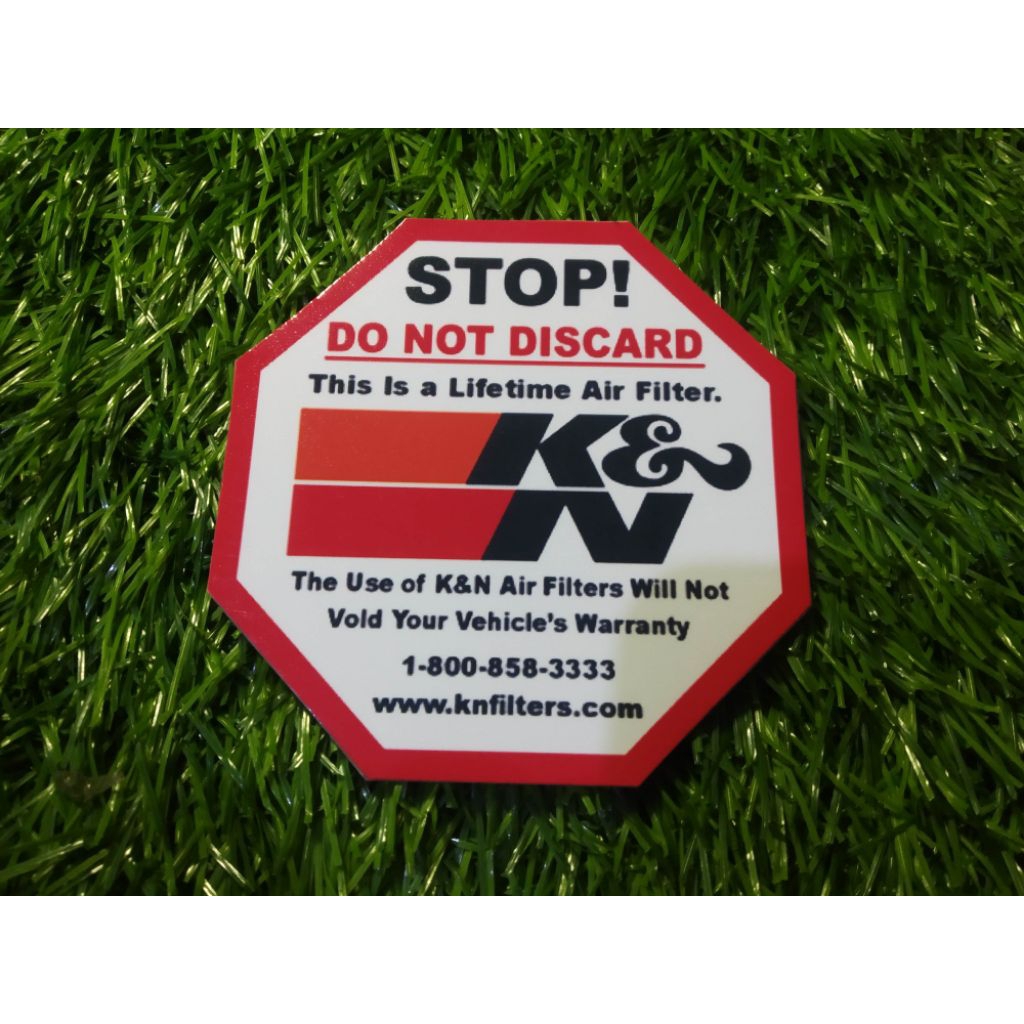 STOP!
DO NOT DISCARD
This Is a Lifetime Air Filter.
K&
N
The Use of K&N Air Filters Will Not
Vold Your Vehicle's Warranty
1-800-858-3333
www.knfilters.com